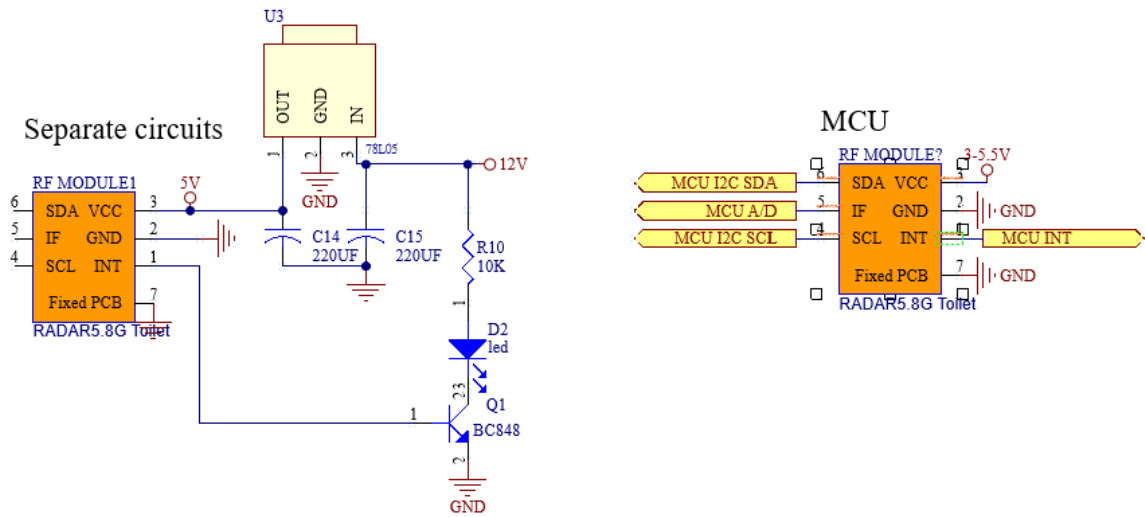 U3
OUT
GND
IN
1
2
3
78L05
GND
12V
Separate circuits
RF MODULE1
5V
6 SDA VCC 3
5 IF GND 2
4 SCL INT 1
Fixed PCB 7
RADAR5.8G Toilet
C14
220UF
C15
220UF
R10
10K
1
D2
led
23
Q1
1
BC848
2
GND
MCU
RF MODULE?
3-5.5V
MCU I2C SDA 6 SDA VCC 3
MCU A/D 5 IF GND 2 GND
MCU I2C SCL 4 SCL INT MCU INT
Fixed PCB 7 GND
RADAR5.8G Toilet